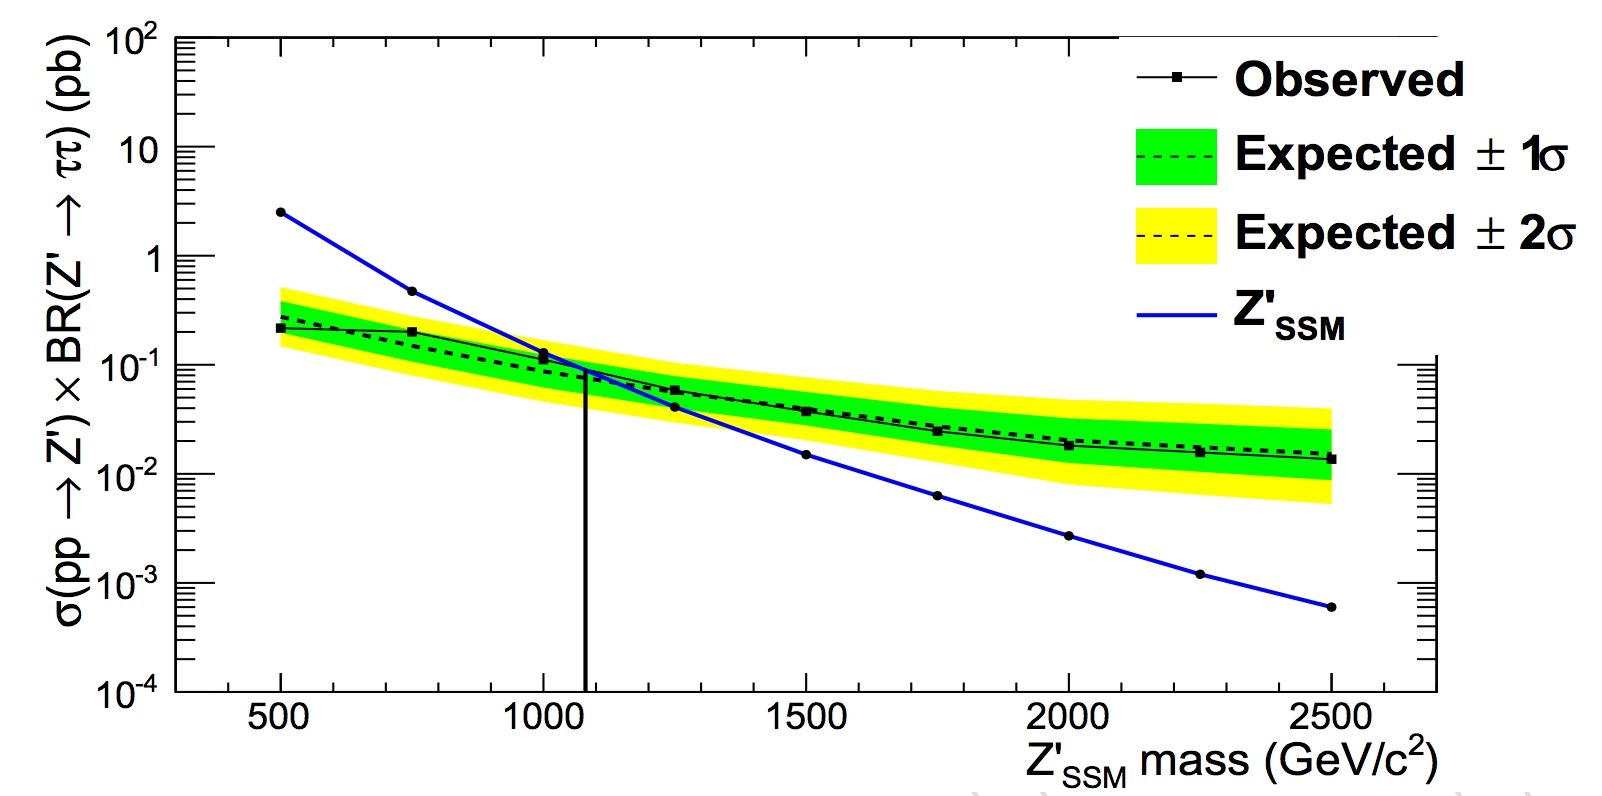 σ(pp → Z') × BR(Z' → ττ) (pb)
10²
10
1
10⁻¹
10⁻²
10⁻³
10⁻⁴
Observed
Expected ± 1σ
Expected ± 2σ
Z'SSM
500 1000 1500 2000 2500
Z'SSM mass (GeV/c²)